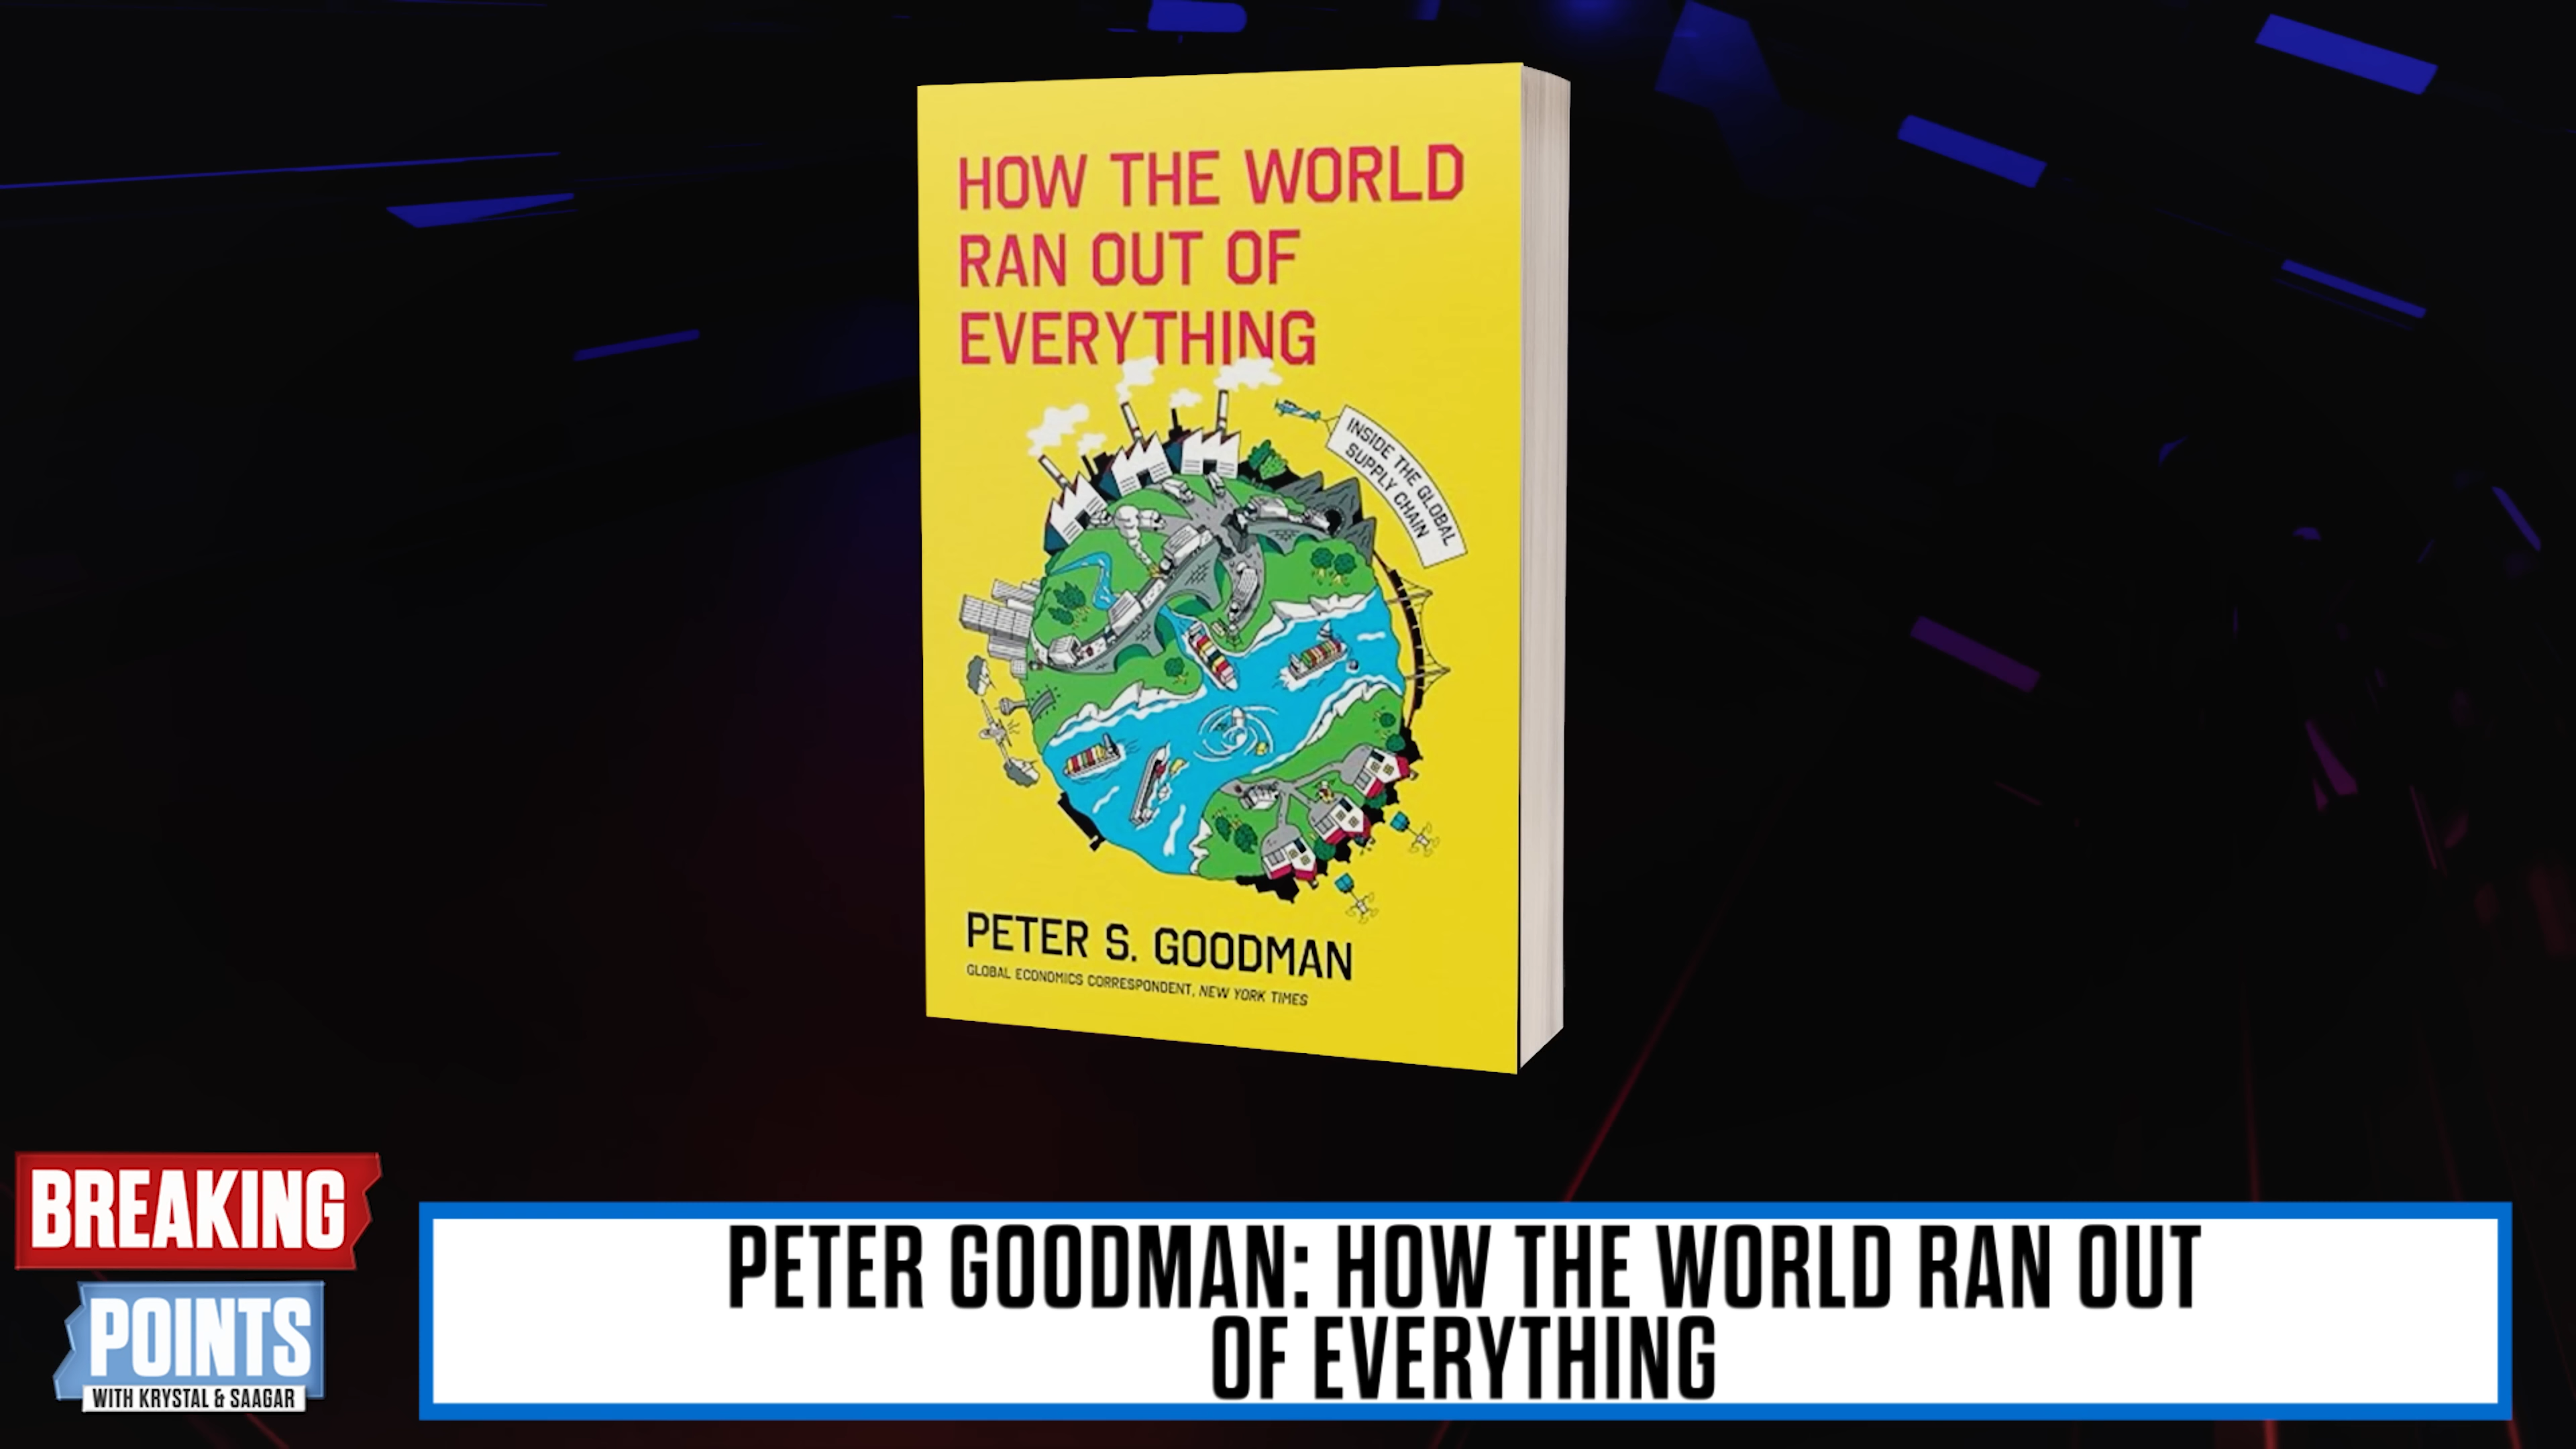 HOW THE WORLD
RAN OUT OF
EVERYTHING
INSIDE THE GLOBAL
SUPPLY CHAIN
PETER S. GOODMAN
GLOBAL ECONOMICS CORRESPONDENT, NEW YORK TIMES
BREAKING
POINTS
WITH KRYSTAL & SAAGAR
PETER GOODMAN: HOW THE WORLD RAN OUT
OF EVERYTHING